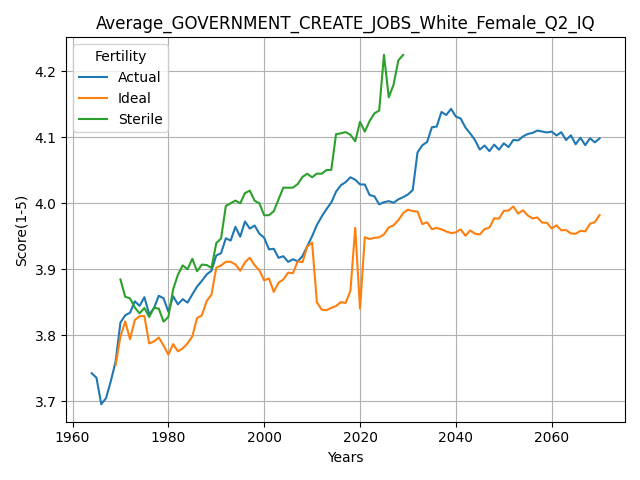 Average_GOVERNMENT_CREATE_JOBS_White_Female_Q2_IQ
Fertility
Actual
Ideal
Sterile
Score(1-5)
4.2
4.1
4.0
3.9
3.8
3.7
1960 1980 2000 2020 2040 2060
Years